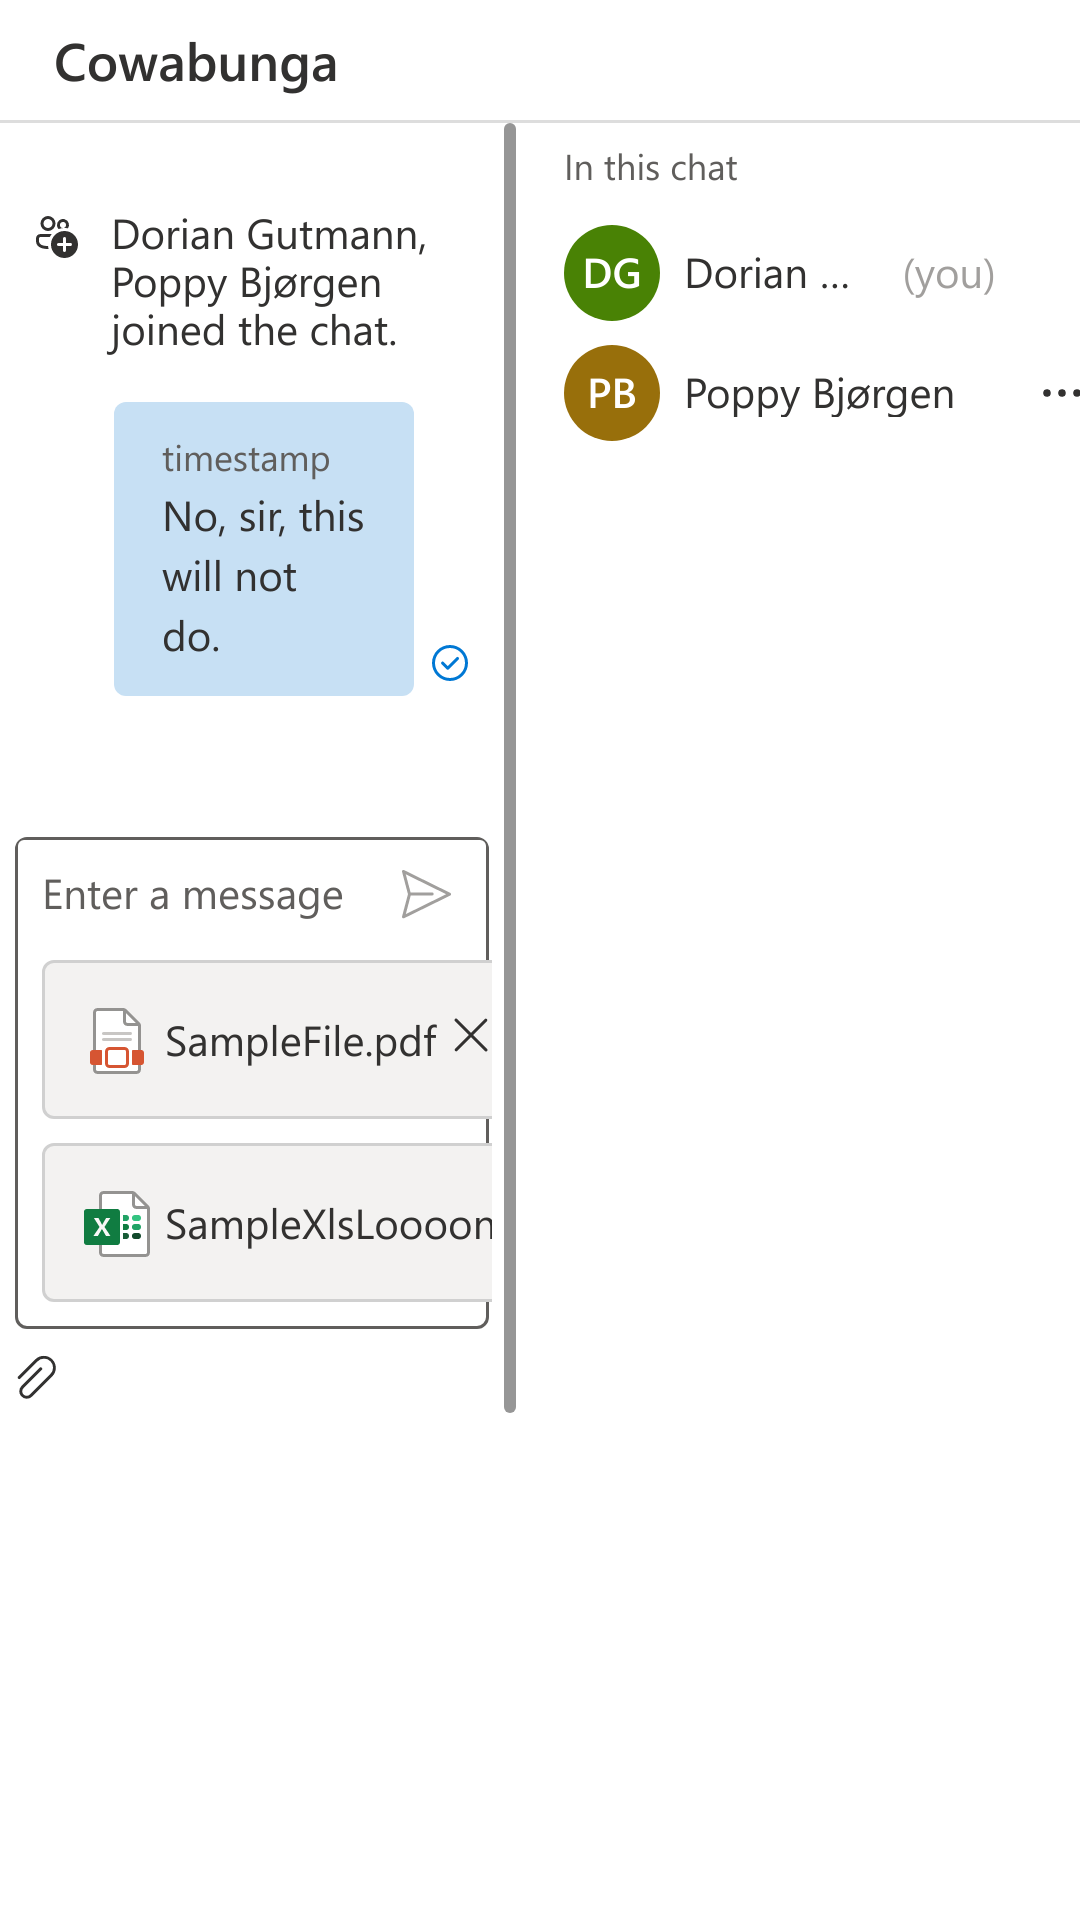 Cowabunga
Dorian Gutmann,
Poppy Bjørgen
joined the chat.
timestamp
No, sir, this
will not
do.
Enter a message
SampleFile.pdf
X
SampleXlsLoooon
In this chat
DG
Dorian ...
(you)
PB
Poppy Bjørgen